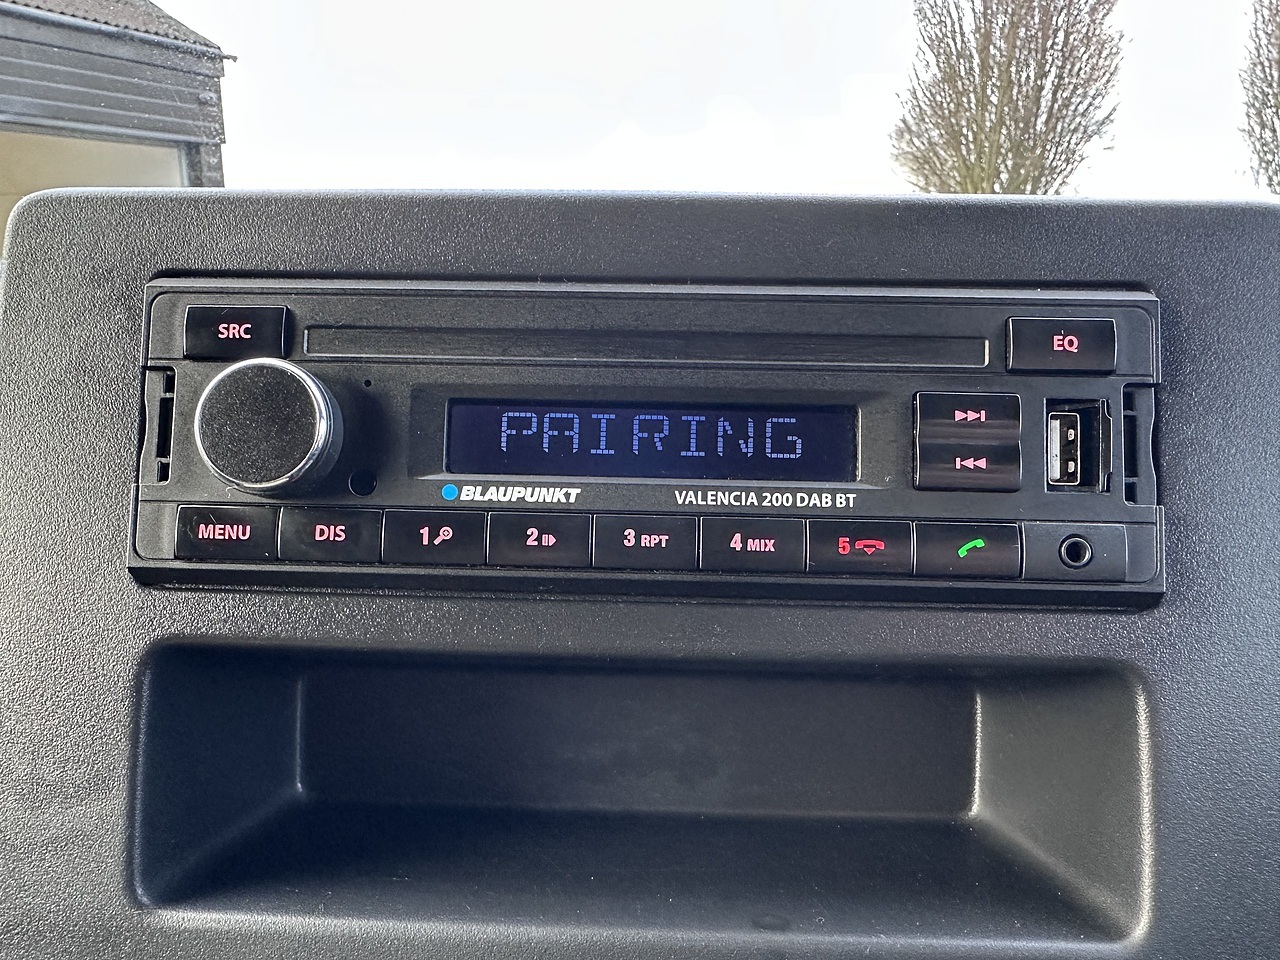 SRC
EQ
PAIRING
BLAUPUNKT
VALENCIA 200 DAB BT
MENU
DIS
1
2
3 RPT
4 MIX
5